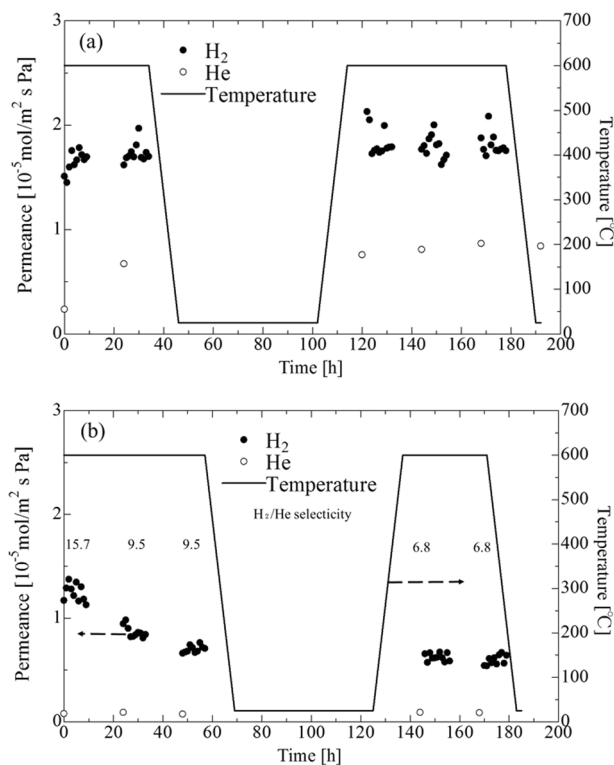 (a)
H₂
He
Temperature
Permeance [10⁻⁵mol/m² s Pa]
3
2
1
0
Temperature [°C]
700
600
500
400
300
200
100
0
0 20 40 60 80 100 120 140 160 180 200
Time [h]
(b)
H₂
He
Temperature
H₂/He selectivity
15.7 9.5 9.5 6.8 6.8
Permeance [10⁻⁵mol/m² s Pa]
3
2
1
0
Temperature [°C]
700
600
500
400
300
200
100
0
0 20 40 60 80 100 120 140 160 180 200
Time [h]